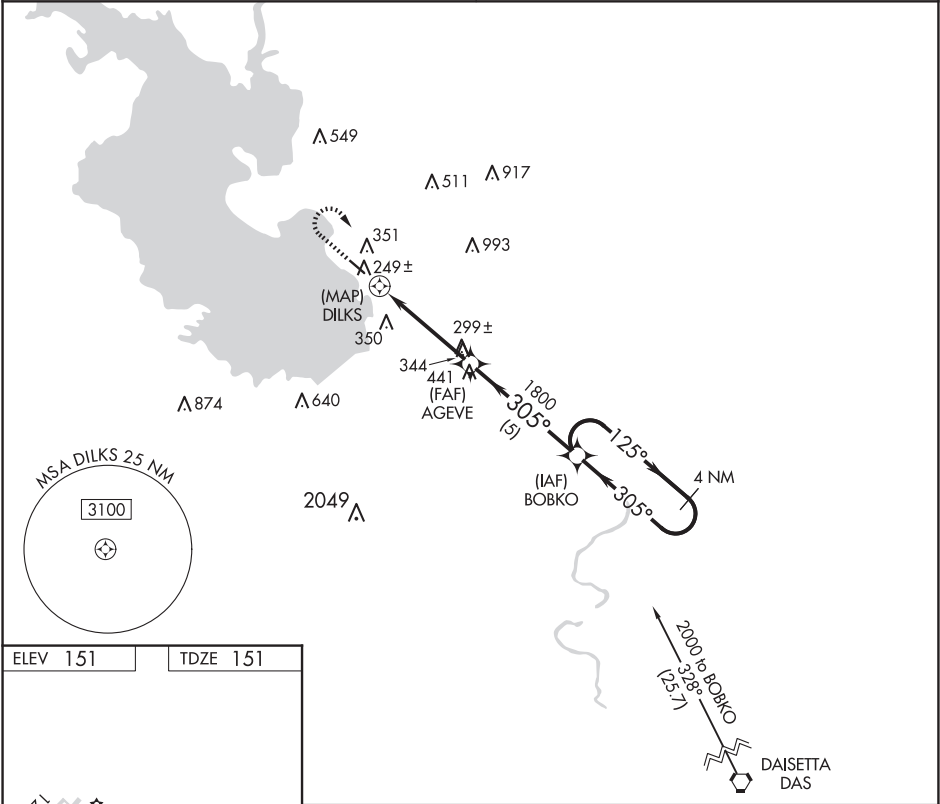 549
511
917
351
993
249±
(MAP)
DILKS
350
299±
344
441
(FAF)
AGEVE
874
640
1800
305°
(5)
125°
4 NM
(IAF)
BOBKO
305°
MSA DILKS 25 NM
3100
2049
2000 to BOBKO
328°
(25.7)
DAISETTA
DAS
ELEV 151
TDZE 151